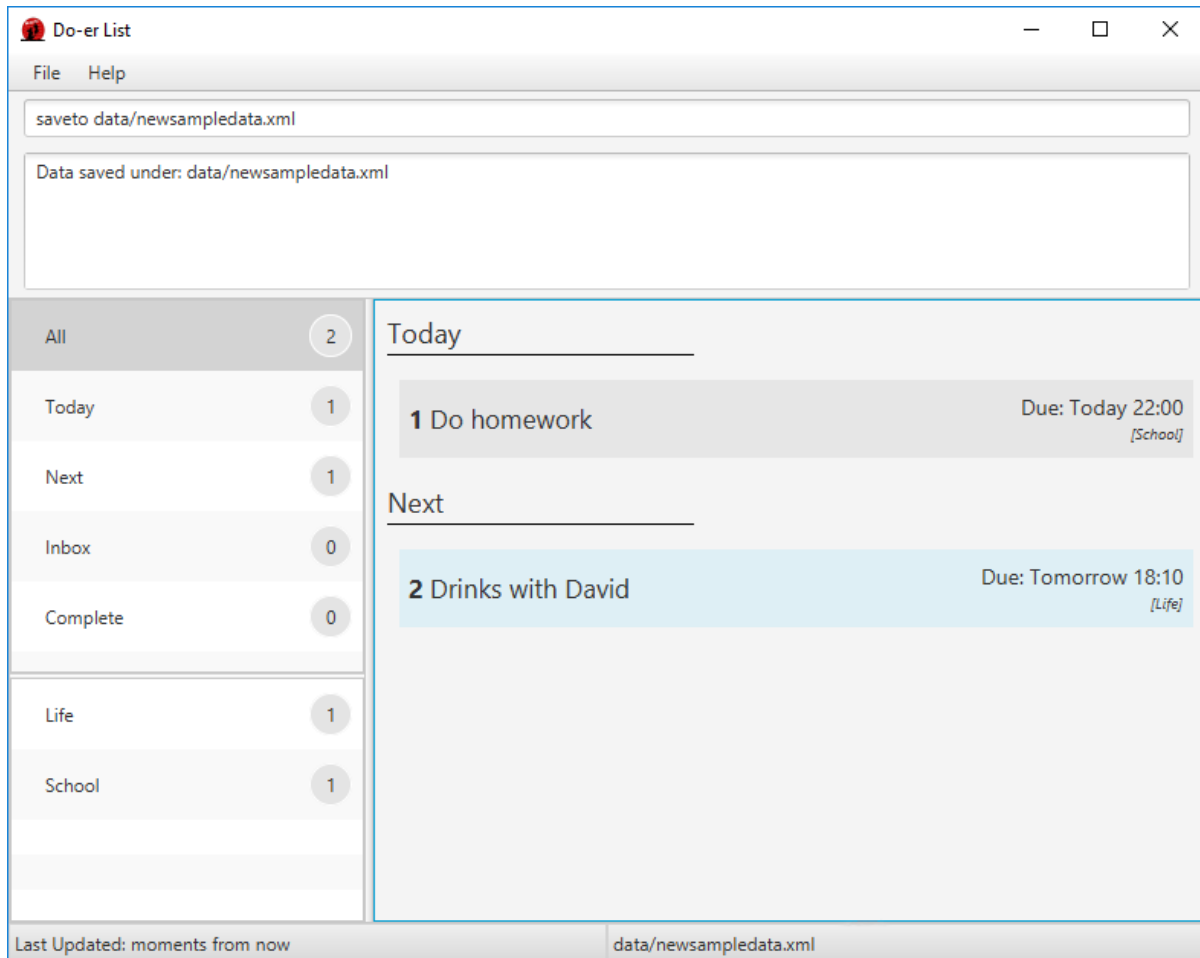 Do-er List
File Help
saveto data/newsampledata.xml
Data saved under: data/newsampledata.xml
All 2
Today 1
Next 1
Inbox 0
Complete 0
Life 1
School 1
Today
1 Do homework
Due: Today 22:00
[School]
Next
2 Drinks with David
Due: Tomorrow 18:10
[Life]
Last Updated: moments from now
data/newsampledata.xml